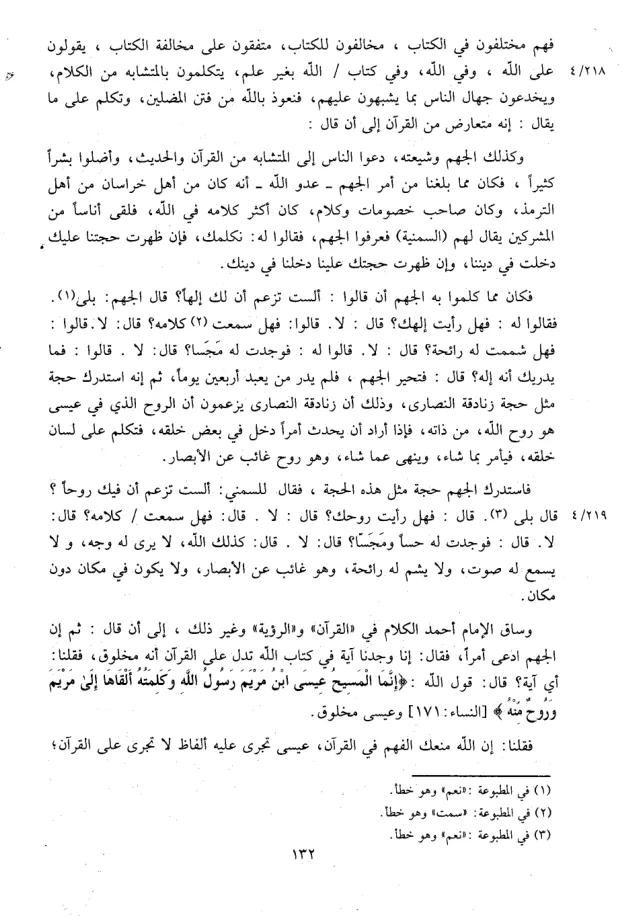 فهم مختلفون في الكتاب ، مخالفون للكتاب، متفقون على مخالفة الكتاب ، يقولون
٤/٢١٨ على الله ، وفي الله، وفي كتاب / الله بغير علم، يتكلمون بالمتشابه من الكلام،
ويخدعون جهال الناس بما يشبهون عليهم، فنعوذ بالله من فتن المضلين، وتكلم على ما
يقال : إنه متعارض من القرآن إلى أن قال :
وكذلك الجهم وشيعته، دعوا الناس إلى المتشابه من القرآن والحديث، وأضلوا بشراً
كثيراً ، فكان مما بلغنا من أمر الجهم ـ عدو الله ـ أنه كان من أهل خراسان من أهل
الترمذ، وكان صاحب خصومات وكلام، كان أكثر كلامه في الله، فلقى أناساً من
المشركين يقال لهم (السمنية) فعرفوا الجهم، فقالوا له: نكلمك، فإن ظهرت حجتنا عليك
دخلت في ديننا، وإن ظهرت حجتك علينا دخلنا في دينك.
فكان مما كلموا به الجهم أن قالوا : ألست تزعم أن لك إلهاً؟ قال الجهم: بلى(١).
فقالوا له : فهل رأيت إلهك؟ قال : لا. قالوا: فهل سمعت (٢) كلامه؟ قال: لا.قالوا :
فهل شممت له رائحة؟ قال : لا. قالوا له : فوجدت له مَجَسا؟ قال: لا . قالوا : فما
يدريك أنه إله؟ قال : فتحير الجهم ، فلم يدر من يعبد أربعين يوماً، ثم إنه استدرك حجة
مثل حجة زنادقة النصارى، وذلك أن زنادقة النصارى يزعمون أن الروح الذي في عيسى
هو روح الله، من ذاته، فإذا أراد أن يحدث أمراً دخل في بعض خلقه، فتكلم على لسان
خلقه، فيأمر بما شاء، وينهى عما شاء، وهو روح غائب عن الأبصار.
فاستدرك الجهم حجة مثل هذه الحجة ، فقال للسمني: ألست تزعم أن فيك روحاً ؟
٤/٢١٩ قال بلى (٣). قال : فهل رأيت روحك؟ قال : لا . قال: فهل سمعت / كلامه؟ قال:
لا. قال : فوجدت له حساً ومَجَسًا؟ قال: لا . قال: كذلك الله، لا يرى له وجه، و لا
يسمع له صوت، ولا يشم له رائحة، وهو غائب عن الأبصار، ولا يكون في مكان دون
مكان.
وساق الإمام أحمد الكلام في «القرآن» و«الرؤية» وغير ذلك ، إلى أن قال : ثم إن
الجهم ادعى أمراً، فقال: إنا وجدنا آية في كتاب الله تدل على القرآن أنه مخلوق، فقلنا:
أي آية؟ قال: قول الله :﴿إِنَّمَا الْمَسِيحُ عِيسَى ابْنُ مَرْيَمَ رَسُولُ اللَّهِ وَكَلِمَتُهُ أَلْقَاهَا إِلَىٰ مَرْيَمَ
وَرُوحٌ مِّنْهُ ﴾ [النساء:١٧١] وعيسى مخلوق.
فقلنا: إن الله منعك الفهم في القرآن، عيسى تجرى عليه ألفاظ لا تجرى على القرآن؛
(١) في المطبوعة :«نعم» وهو خطأ.
(٢) في المطبوعة: «سمت» وهو خطأ.
(٣) في المطبوعة :«نعم» وهو خطأ.
١٣٢